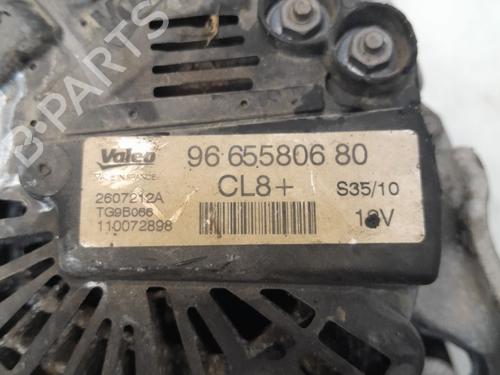 B-PARTS
Valeo
MADE IN FRANCE
96 655806 80
CL8+
S35/10
2607212A
TG9B066
110072898
12V